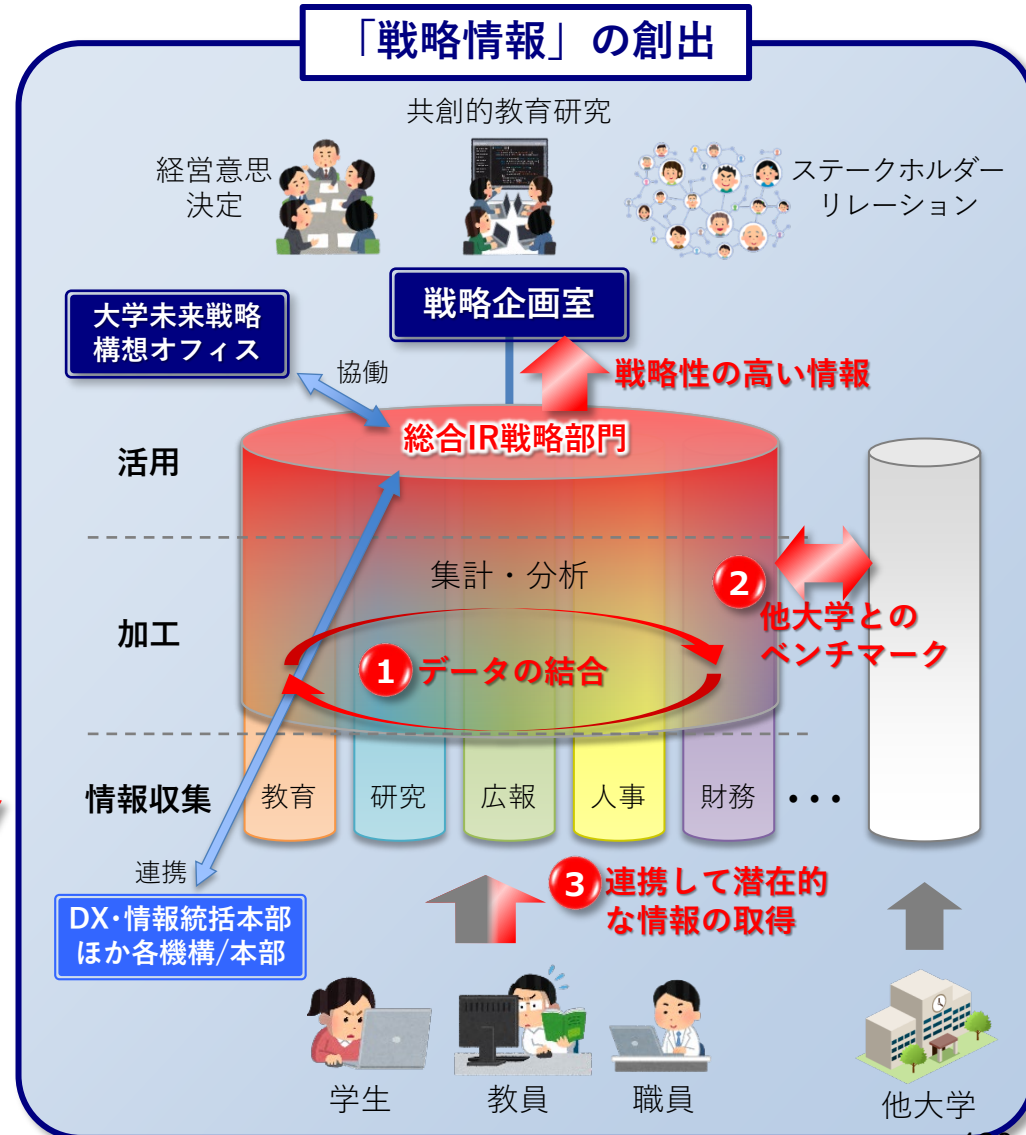 「戦略情報」の創出
共創的教育研究
経営意思
決定
ステークホルダー
リレーション
大学未来戦略
構想オフィス
戦略企画室
協働
戦略性の高い情報
総合IR戦略部門
活用
集計・分析
2
他大学との
ベンチマーク
加工
1 データの結合
情報収集
教育
研究
広報
人事
財務
・・・
連携
3 連携して潜在的
な情報の取得
DX・情報統括本部
ほか各機構/本部
学生
教員
職員
他大学